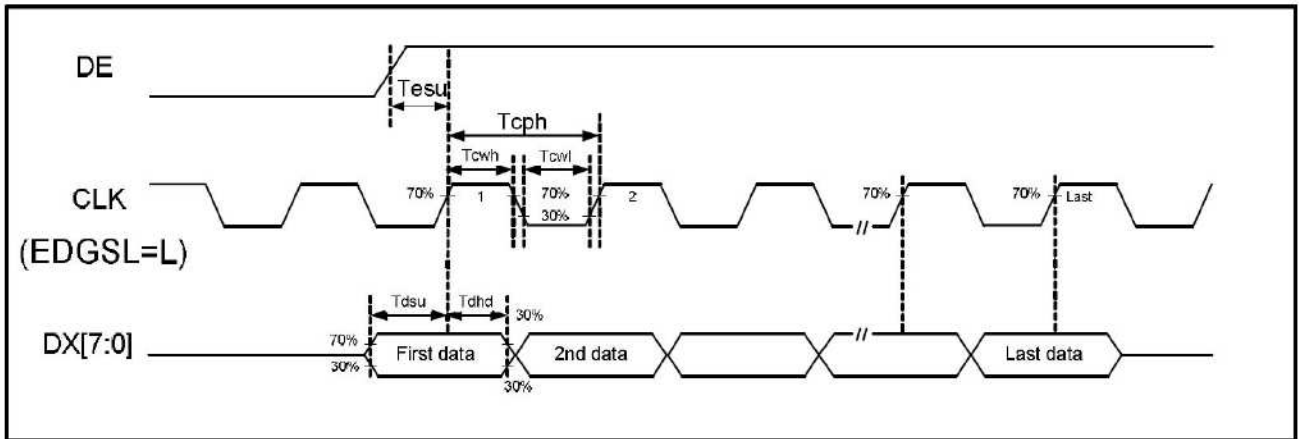 DE
Tesu
Tcph
Tcwh
Tcwl
CLK
70%
1
70%
30%
2
70%
70%
Last
//
(EDGSL=L)
Tdsu
Tdhd
30%
DX[7:0]
70%
30%
First data
2nd data
//
Last data
30%